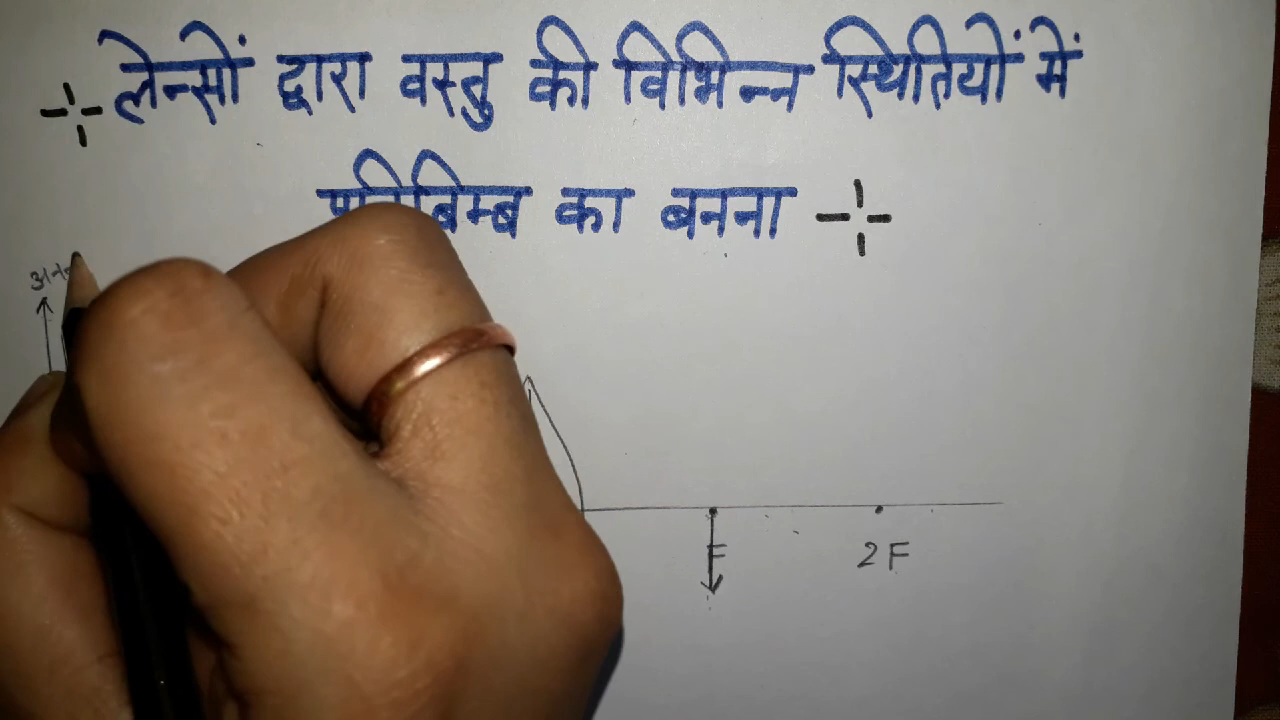 लेन्सों द्वारा वस्तु की विभिन्न स्थितियों में
का बनना
F 2F